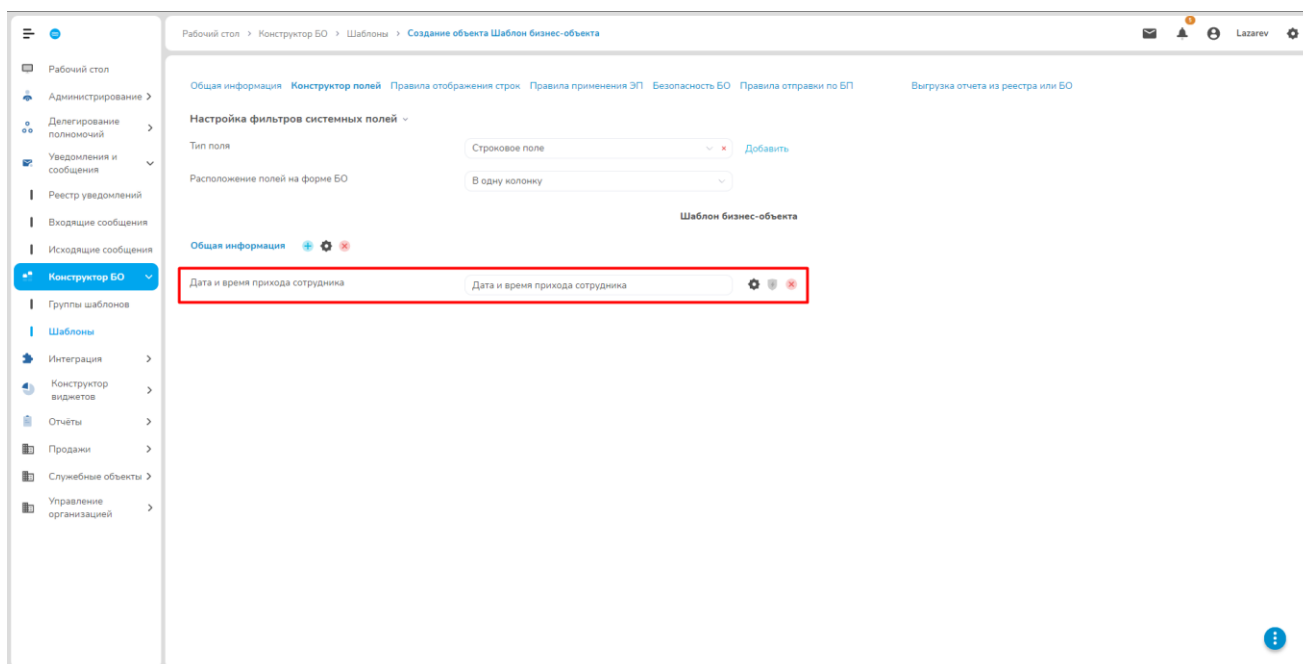 Рабочий стол > Конструктор БО > Шаблоны > Создание объекта Шаблон бизнес-объекта
1
Lazarev
Рабочий стол
Администрирование
Делегирование
полномочий
Уведомления и
сообщения
Реестр уведомлений
Входящие сообщения
Исходящие сообщения
Конструктор БО
Группы шаблонов
Шаблоны
Интеграция
Конструктор
виджетов
Отчёты
Продажи
Служебные объекты
Управление
организацией
Общая информация Конструктор полей Правила отображения строк Правила применения ЭП Безопасность БО Правила отправки по БП Выгрузка отчета из реестра или БО
Настройка фильтров системных полей
Тип поля Строковое поле Добавить
Расположение полей на форме БО В одну колонку
Шаблон бизнес-объекта
Общая информация
Дата и время прихода сотрудника Дата и время прихода сотрудника